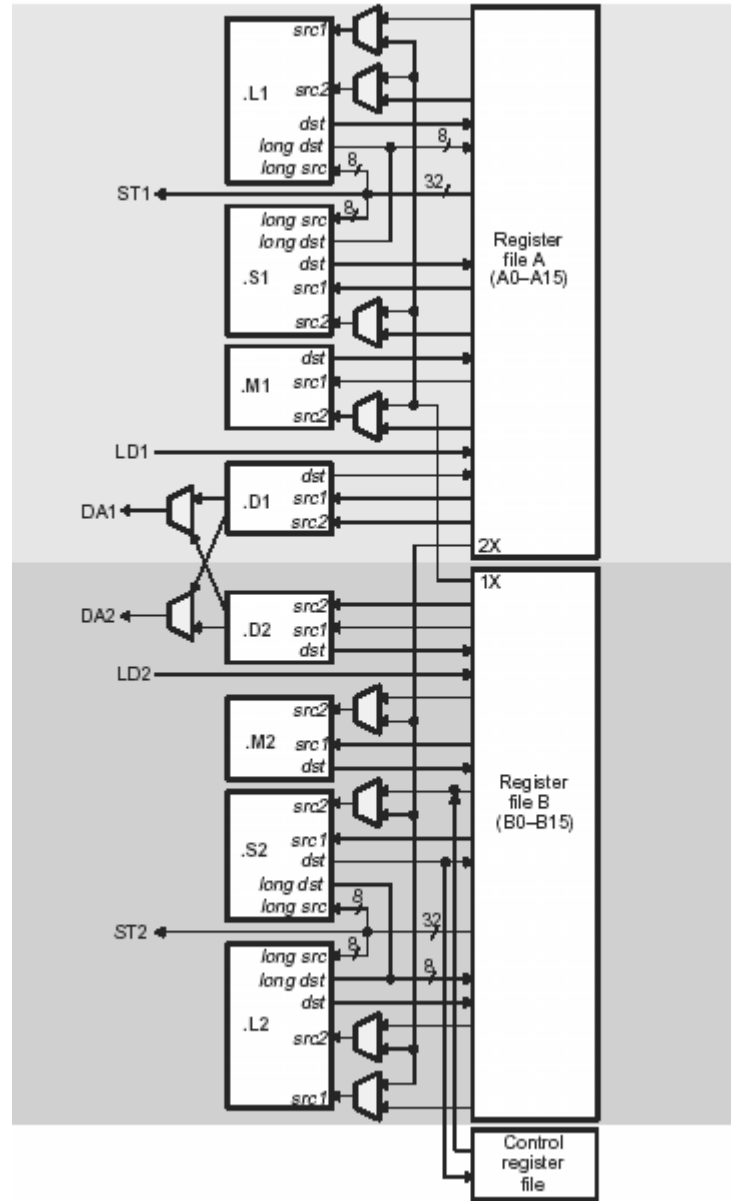 src1
.L1
src2
dst
long dst
8
long src
8
ST1
32
long src
8
long dst
dst
.S1
src1
src2
Register
file A
(A0–A15)
dst
.M1
src1
src2
LD1
dst
.D1
src1
src2
DA1
2X
1X
DA2
src2
.D2
src1
dst
LD2
src2
.M2
src1
dst
src2
.S2
src1
dst
long dst
long src
8
Register
file B
(B0–B15)
ST2
32
8
long src
long dst
8
dst
.L2
src2
src1
Control
register
file